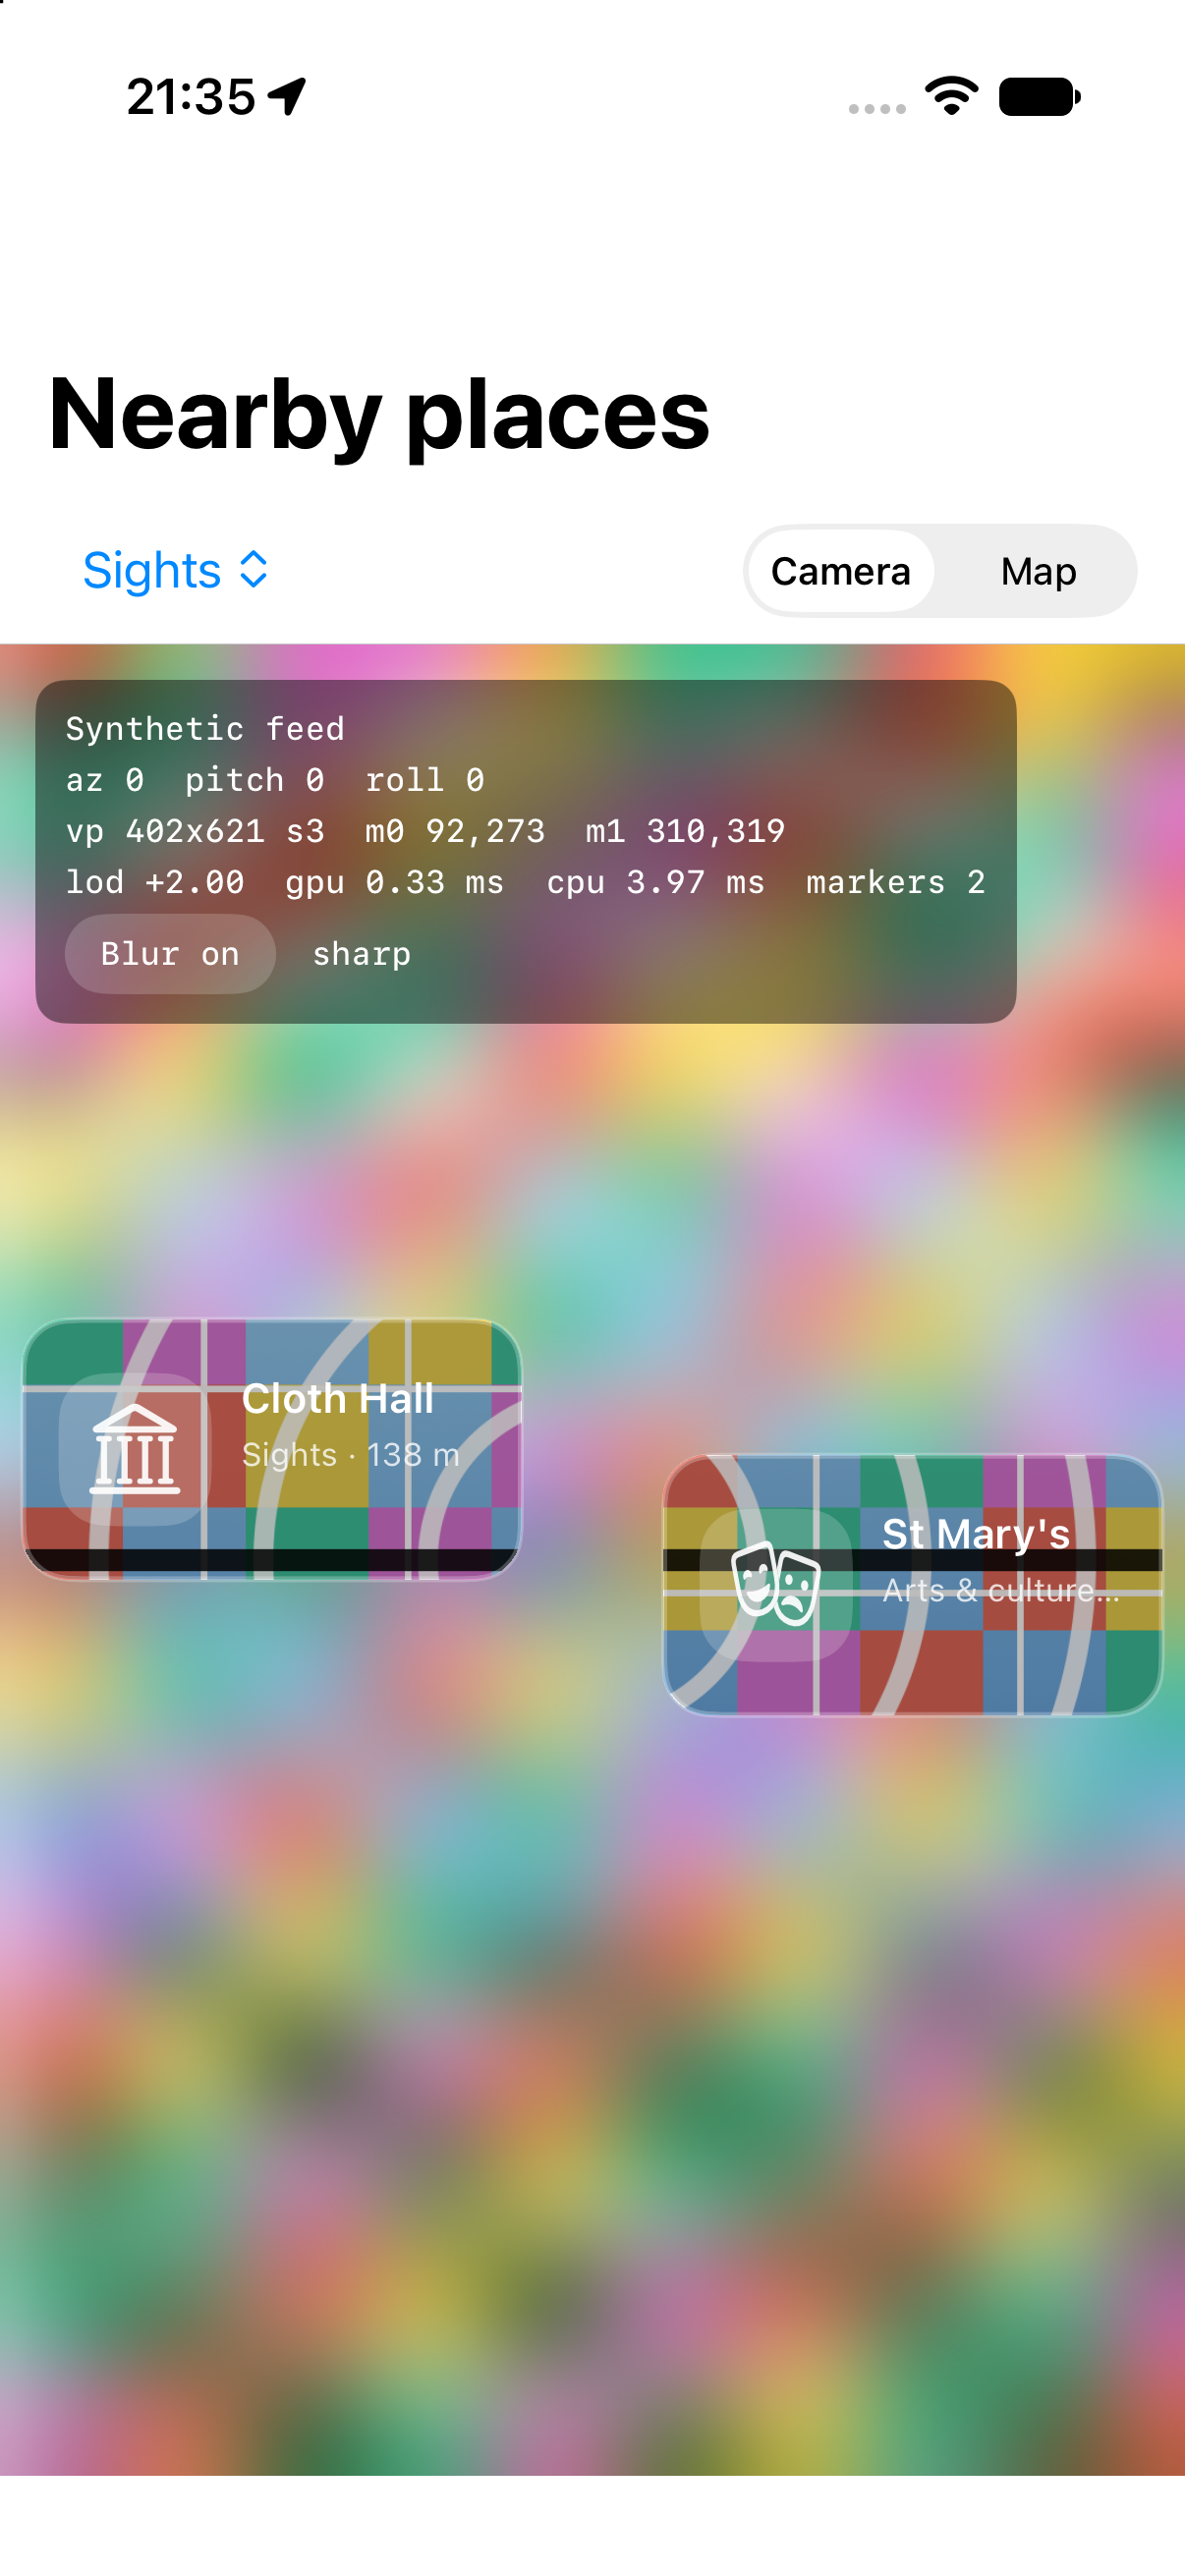 21:35
Nearby places
Sights
Camera Map
Synthetic feed
az 0 pitch 0 roll 0
vp 402x621 s3 m0 92,273 m1 310,319
lod +2.00 gpu 0.33 ms cpu 3.97 ms markers 2
Blur on sharp
Cloth Hall
Sights · 138 m
St Mary's
Arts & culture…